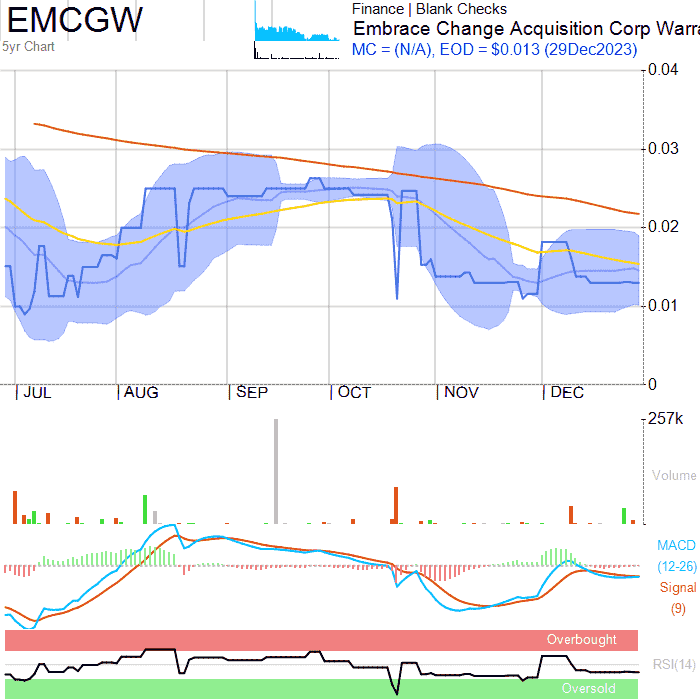 EMCGW
5yr Chart
Finance | Blank Checks
Embrace Change Acquisition Corp Warra
MC = (N/A), EOD = $0.013 (29Dec2023)
0.04
0.03
0.02
0.01
0
JUL AUG SEP OCT NOV DEC
257k
Volume
MACD
(12-26)
Signal
(9)
Overbought
RSI(14)
Oversold